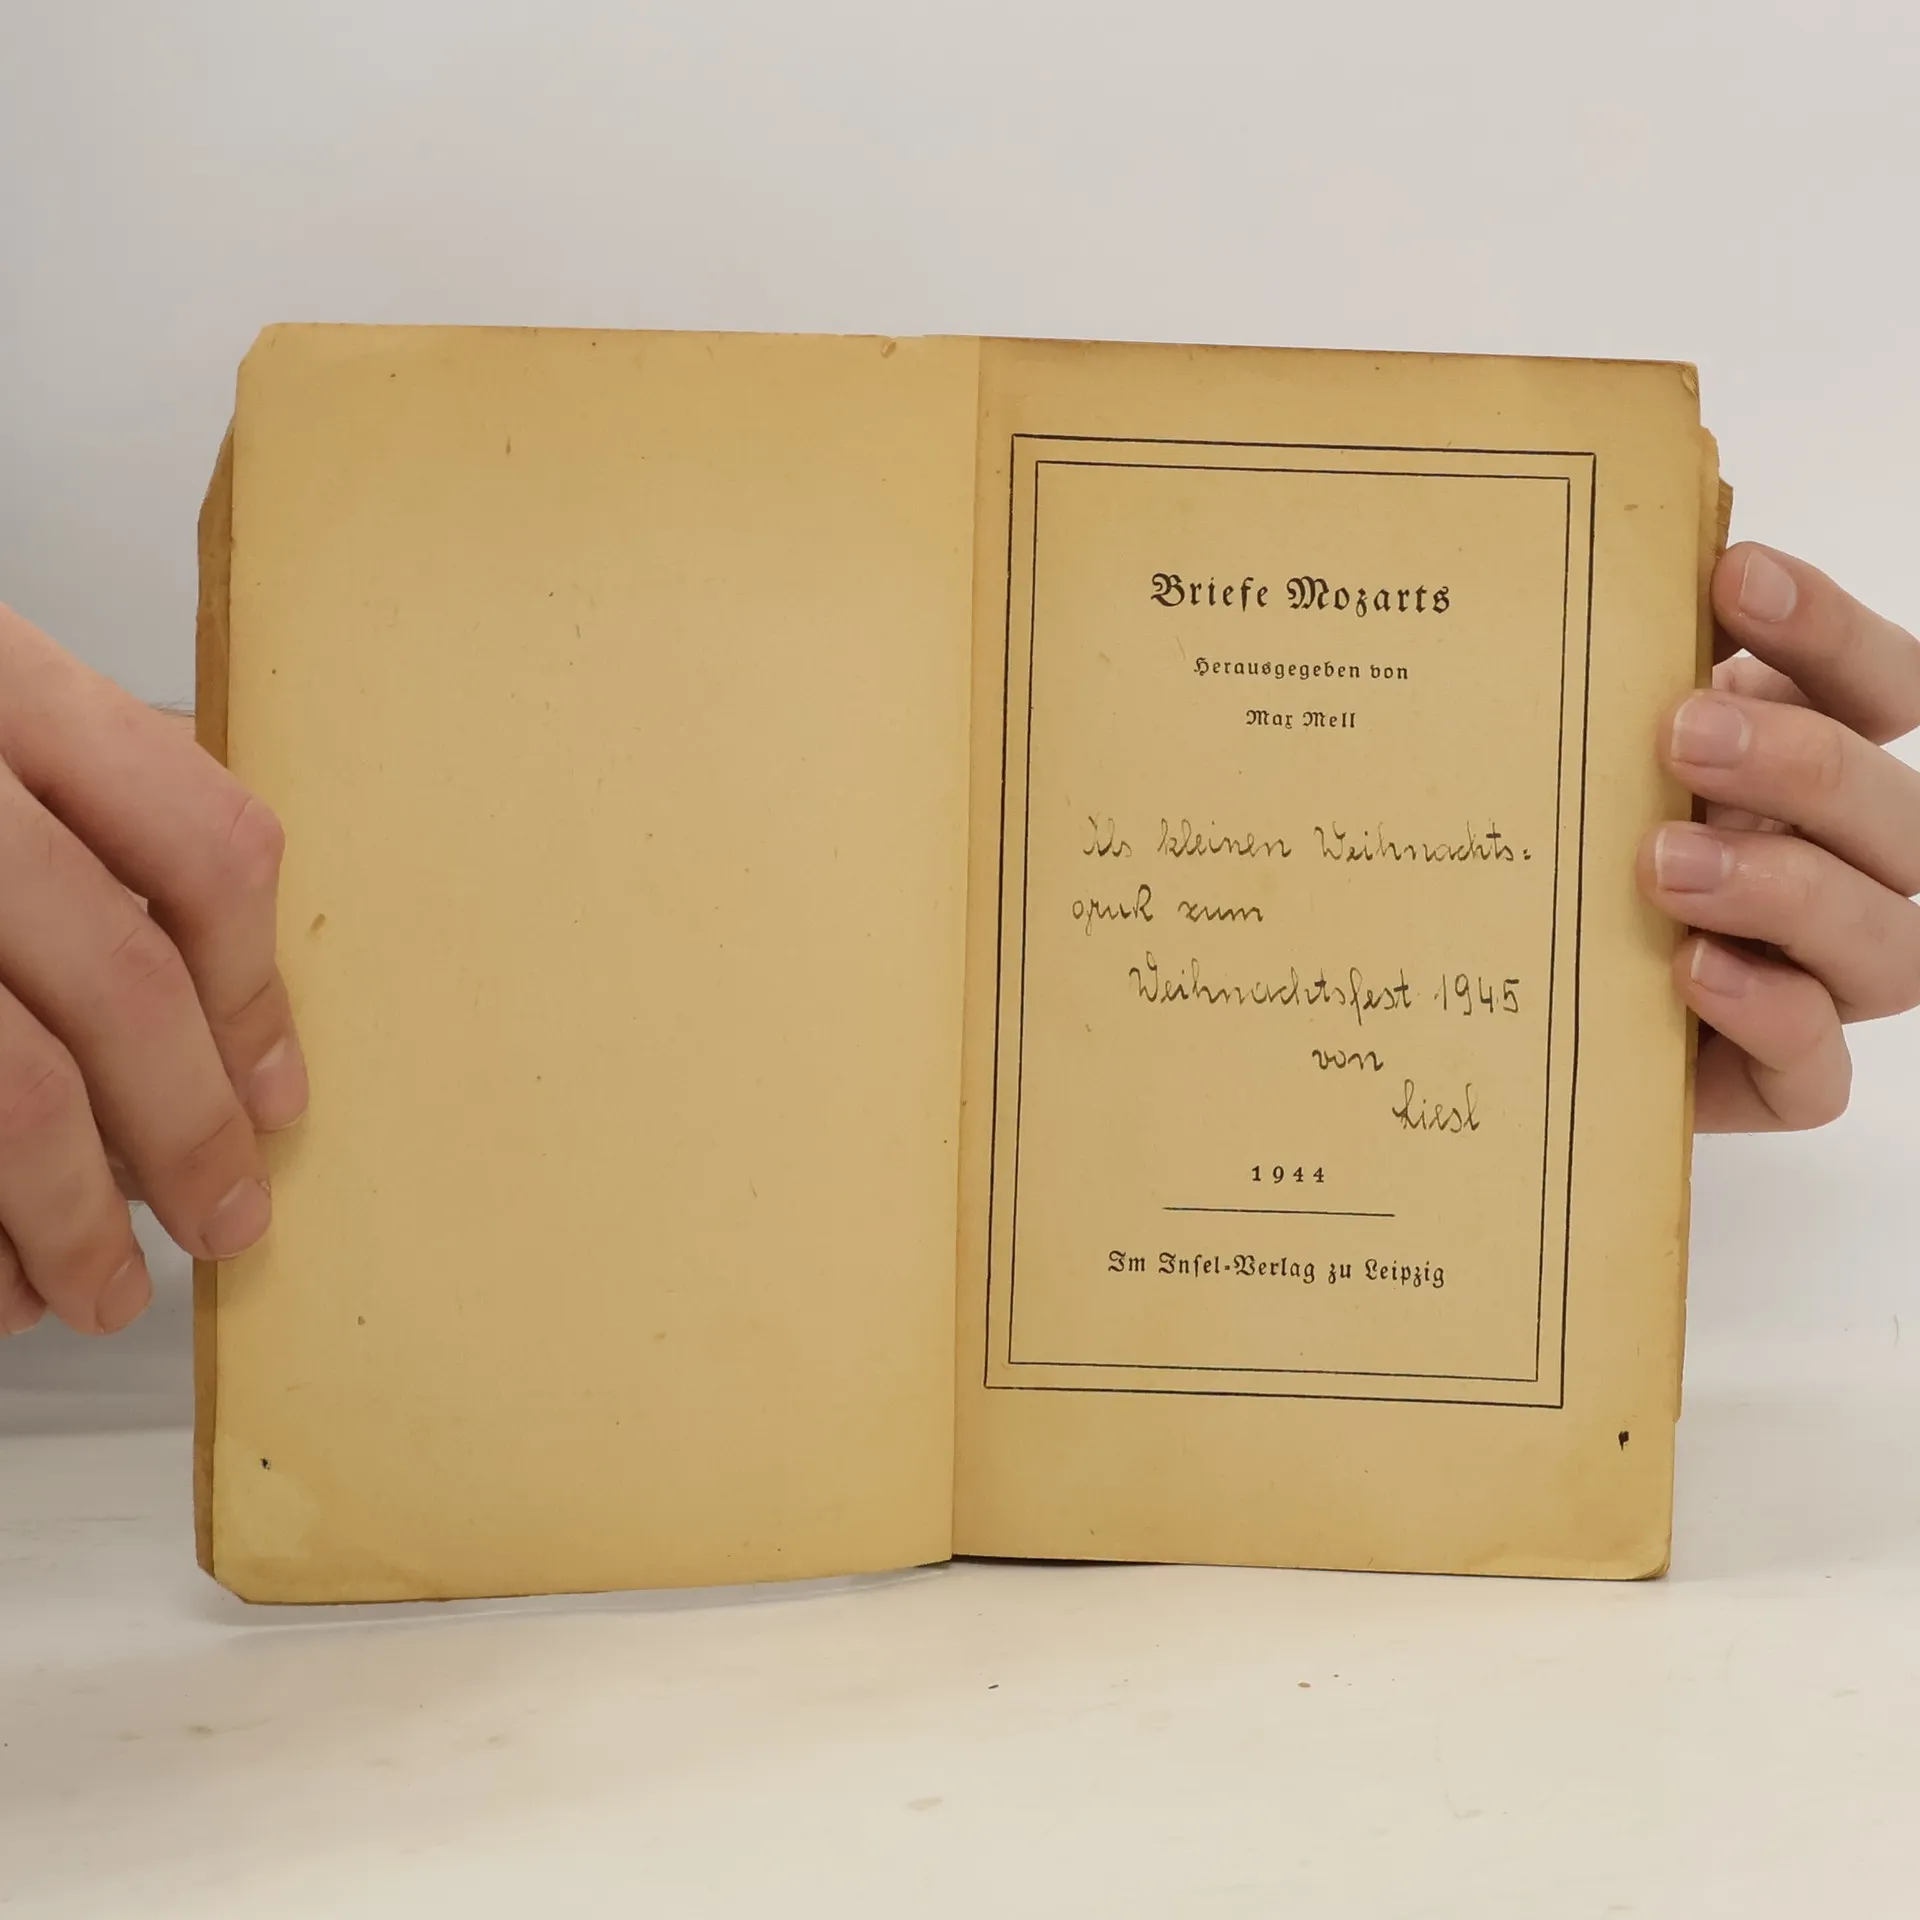 Briefe Mozarts
Herausgegeben von
Max Mell
Als kleinen Weihnachts=
gruß zum
Weihnachtsfest 1945
von
Liesl
1944
Im Insel-Verlag zu Leipzig